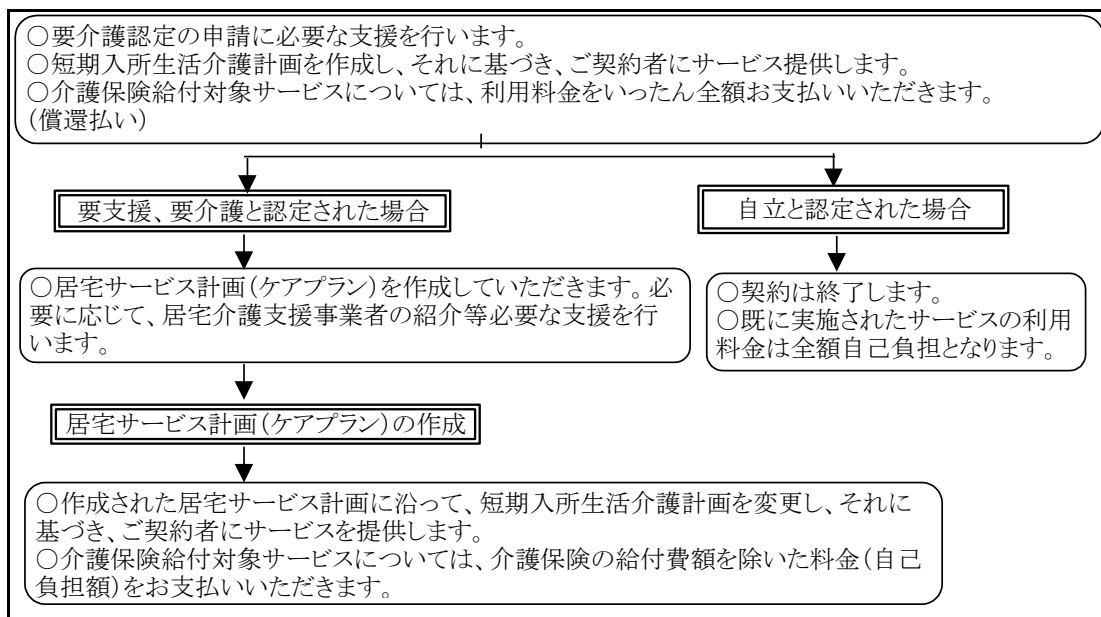 ○要介護認定の申請に必要な支援を行います。
○短期入所生活介護計画を作成し、それに基づき、ご契約者にサービス提供します。
○介護保険給付対象サービスについては、利用料金をいったん全額お支払いいただきます。
(償還払い)
要支援、要介護と認定された場合
自立と認定された場合
○居宅サービス計画(ケアプラン)を作成していただきます。必
要に応じて、居宅介護支援事業者の紹介等必要な支援を行
います。
○契約は終了します。
○既に実施されたサービスの利用
料金は全額自己負担となります。
居宅サービス計画(ケアプラン)の作成
○作成された居宅サービス計画に沿って、短期入所生活介護計画を変更し、それに
基づき、ご契約者にサービスを提供します。
○介護保険給付対象サービスについては、介護保険の給付費額を除いた料金(自己
負担額)をお支払いいただきます。